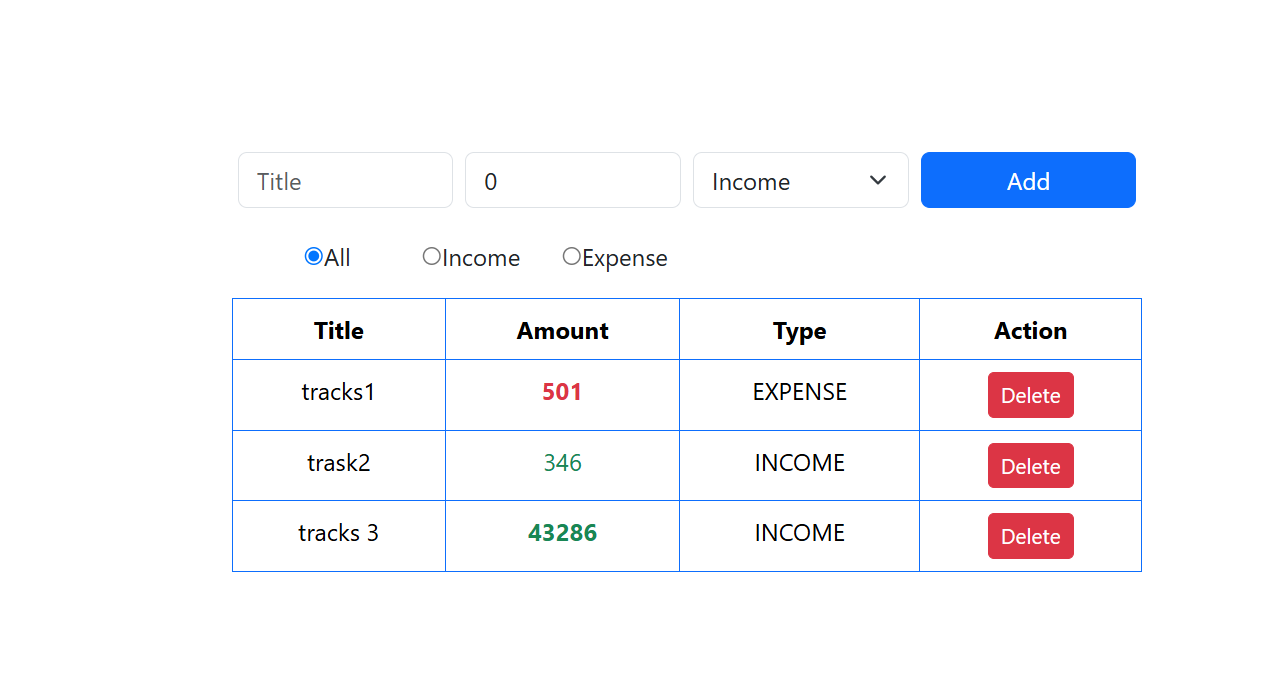 Title 0 Income Add
All Income Expense
Title Amount Type Action
tracks1 501 EXPENSE Delete
trask2 346 INCOME Delete
tracks 3 43286 INCOME Delete